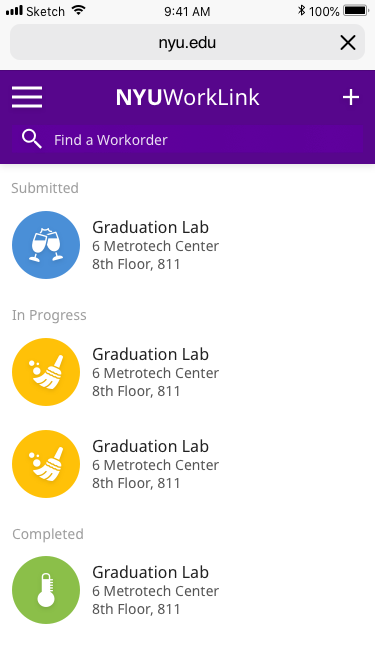 Sketch 9:41 AM 100%
nyu.edu
NYUWorkLink
Find a Workorder
Submitted
Graduation Lab
6 Metrotech Center
8th Floor, 811
In Progress
Graduation Lab
6 Metrotech Center
8th Floor, 811
Graduation Lab
6 Metrotech Center
8th Floor, 811
Completed
Graduation Lab
6 Metrotech Center
8th Floor, 811